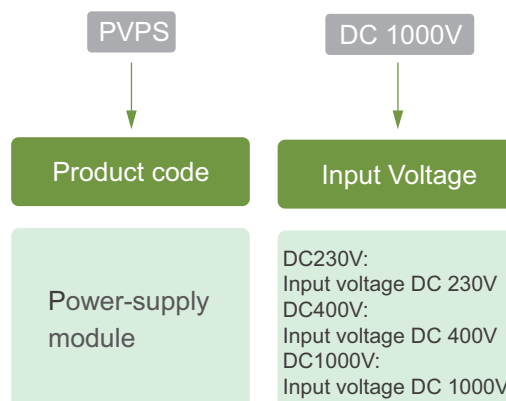 PVPS
DC 1000V
Product code
Input Voltage
Power-supply
module
DC230V:
Input voltage DC 230V
DC400V:
Input voltage DC 400V
DC1000V:
Input voltage DC 1000V